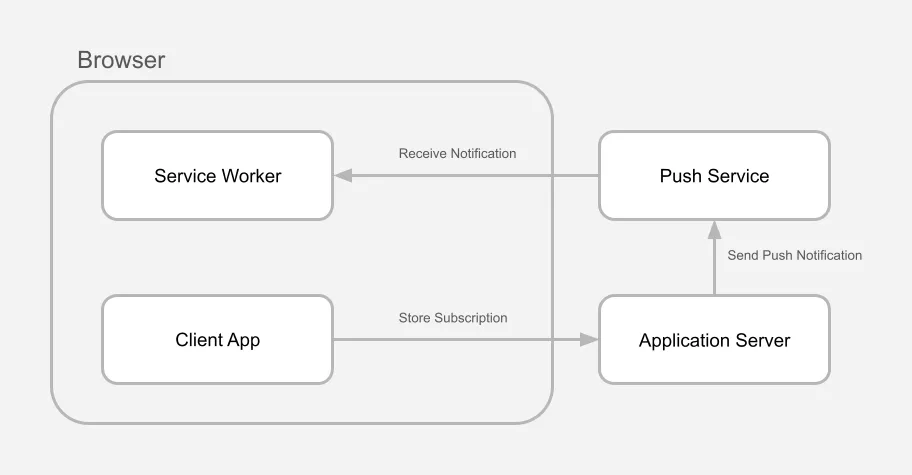 Browser
Receive Notification
Service Worker
Push Service
Send Push Notification
Store Subscription
Client App
Application Server